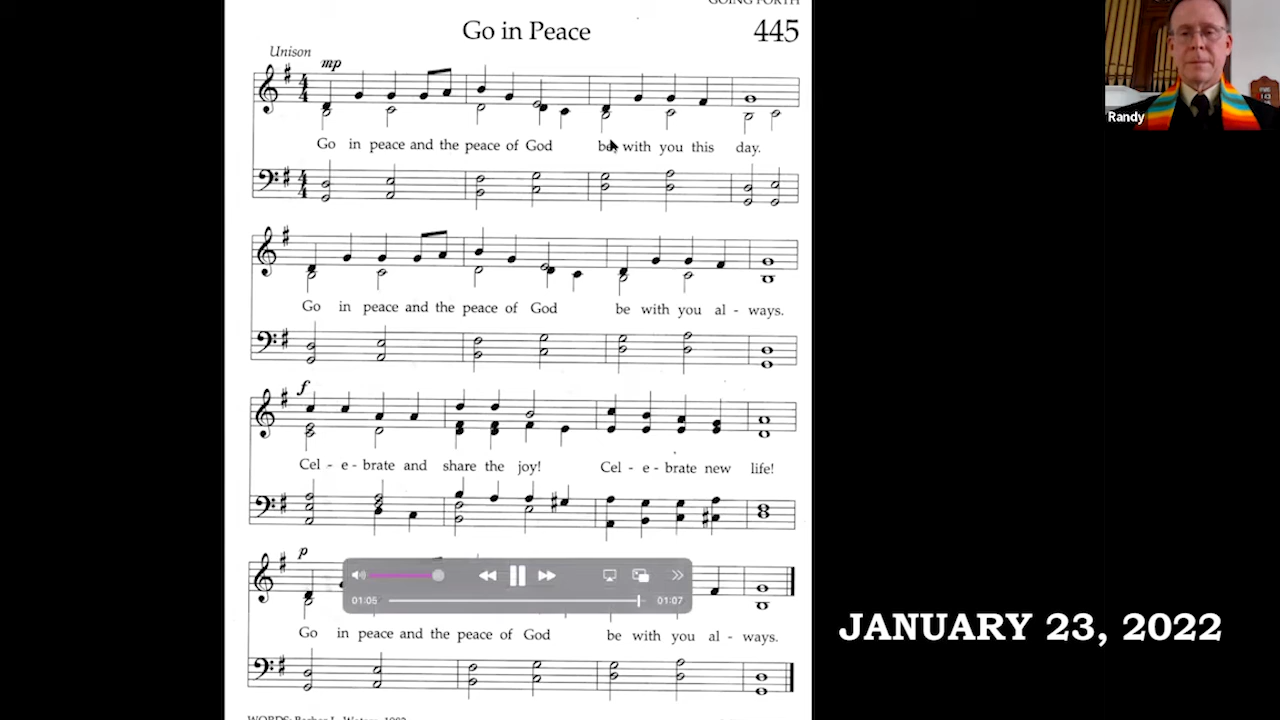 GOING FORTH
Go in Peace
445
Unison
mp
Go in peace and the peace of God be with you this day.
Go in peace and the peace of God be with you al - ways.
f
Cel - e - brate and share the joy! Cel - e - brate new life!
p
01:06
01:07
Go in peace and the peace of God be with you al - ways.
Randy
JANUARY 23, 2022